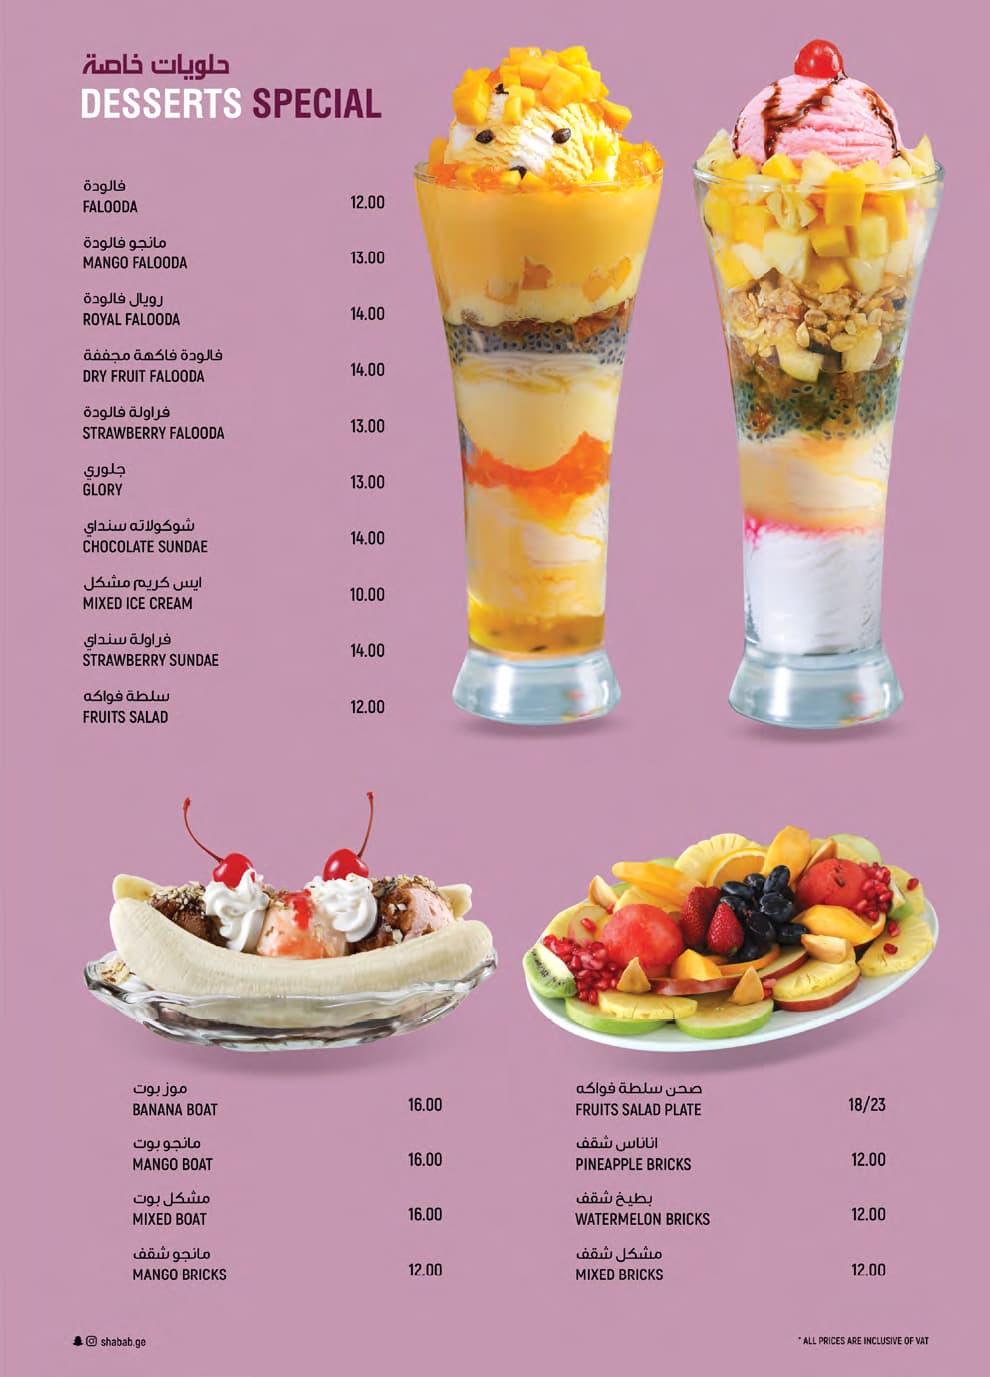 حلويات خاصة
DESSERTS SPECIAL
فالودة
FALOODA 12.00
مانجو فالودة
MANGO FALOODA 13.00
رويال فالودة
ROYAL FALOODA 14.00
فالودة فاكهة مجففة
DRY FRUIT FALOODA 14.00
فراولة فالودة
STRAWBERRY FALOODA 13.00
جلوري
GLORY 13.00
شوكولاته سنداي
CHOCOLATE SUNDAE 14.00
ايس كريم مشكل
MIXED ICE CREAM 10.00
فراولة سنداي
STRAWBERRY SUNDAE 14.00
سلطة فواكه
FRUITS SALAD 12.00
موز بوت
BANANA BOAT 16.00
مانجو بوت
MANGO BOAT 16.00
مشكل بوت
MIXED BOAT 16.00
مانجو شقف
MANGO BRICKS 12.00
صحن سلطة فواكه
FRUITS SALAD PLATE 18/23
اناناس شقف
PINEAPPLE BRICKS 12.00
بطيخ شقف
WATERMELON BRICKS 12.00
مشكل شقف
MIXED BRICKS 12.00
shabab.ge
* ALL PRICES ARE INCLUSIVE OF VAT